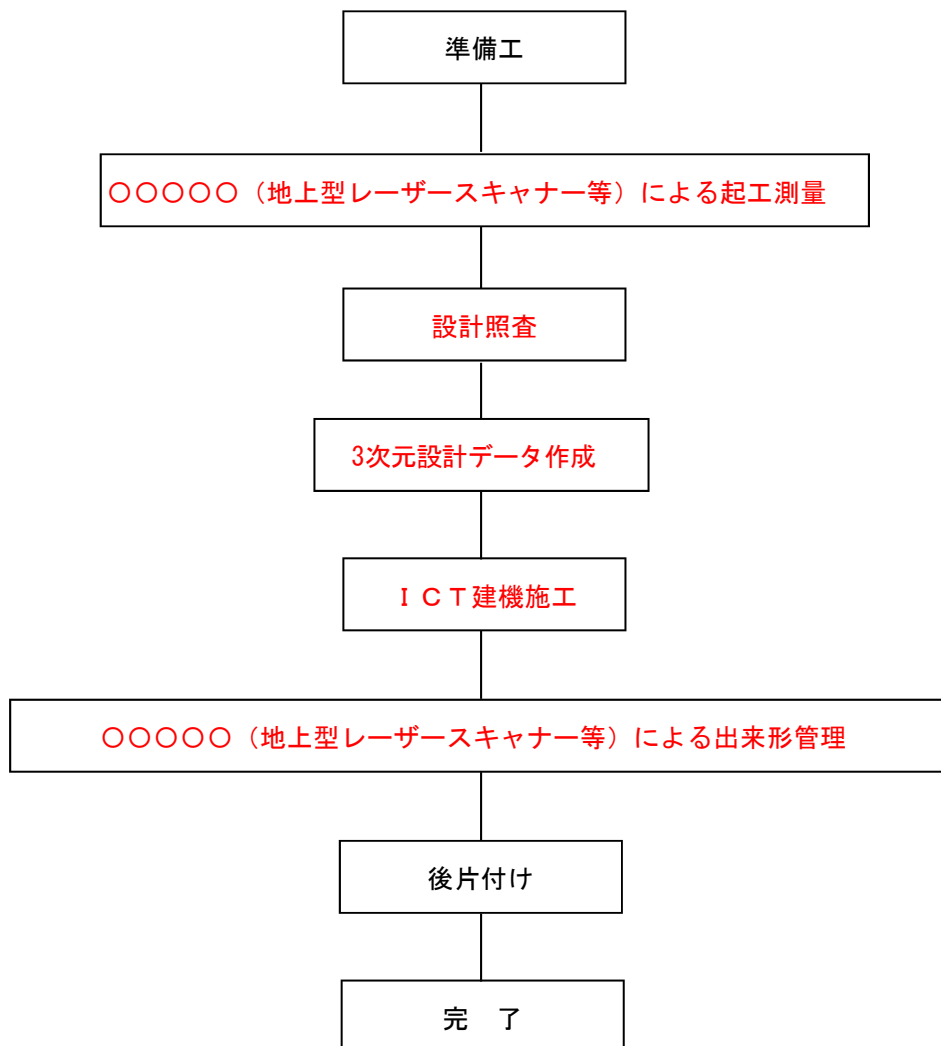 準備工
○○○○○（地上型レーザースキャナー等）による起工測量
設計照査
3次元設計データ作成
ＩＣＴ建機施工
○○○○○（地上型レーザースキャナー等）による出来形管理
後片付け
完　了